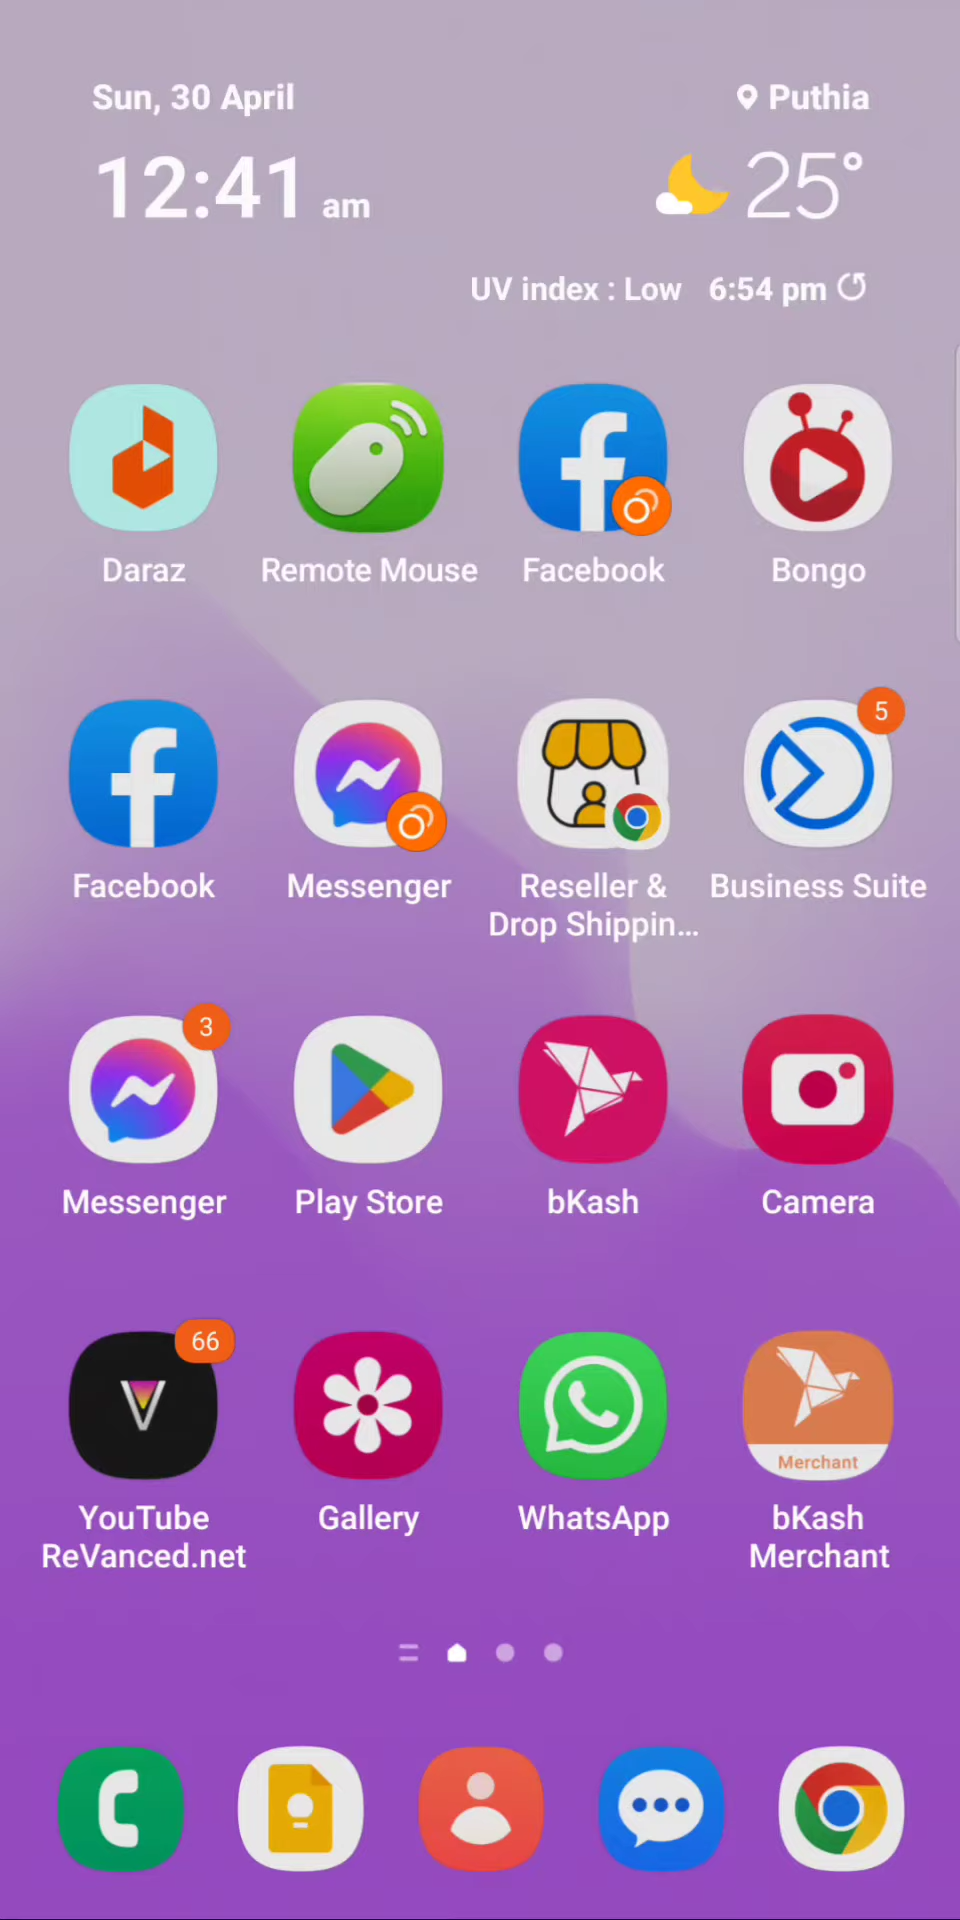 Sun, 30 April
Puthia
12:41 am
25°
UV index : Low 6:54 pm
Daraz
Remote Mouse
Facebook
Bongo
5
Facebook
Messenger
Reseller &
Drop Shippin...
Business Suite
3
Messenger
Play Store
bKash
Camera
66
Merchant
YouTube
ReVanced.net
Gallery
WhatsApp
bKash
Merchant